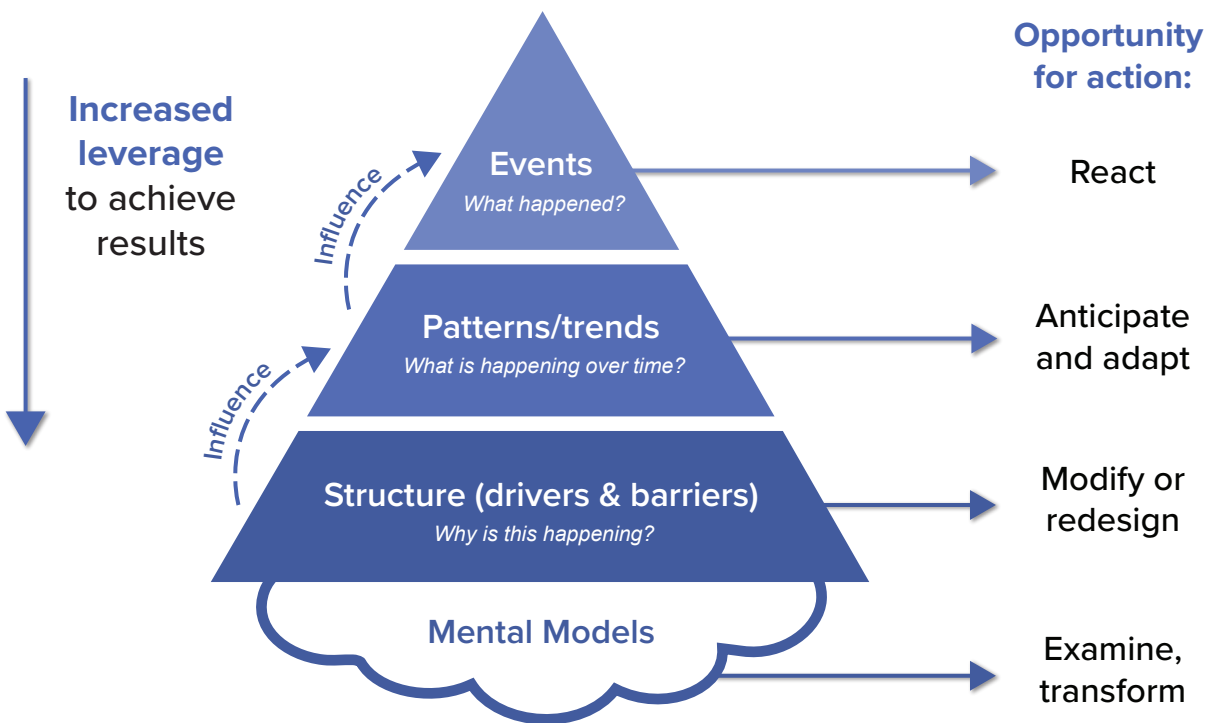 Increased
leverage
to achieve
results
Opportunity
for action:
Events
What happened?
Influence
React
Patterns/trends
What is happening over time?
Influence
Anticipate
and adapt
Structure (drivers & barriers)
Why is this happening?
Modify or
redesign
Mental Models
Examine,
transform